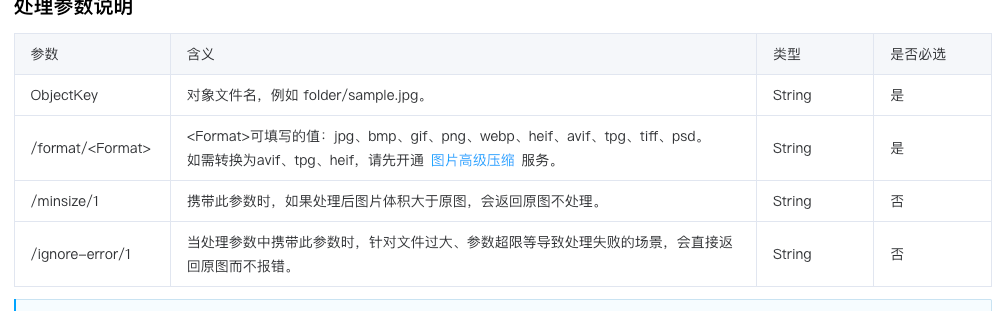 处理参数说明
参数 含义 类型 是否必选
ObjectKey 对象文件名，例如 folder/sample.jpg。 String 是
/format/<Format> <Format>可填写的值：jpg、bmp、gif、png、webp、heif、avif、tpg、tiff、psd。 String 是
如需转换为avif、tpg、heif，请先开通 图片高级压缩 服务。
/minsize/1 携带此参数时，如果处理后图片体积大于原图，会返回原图不处理。 String 否
/ignore-error/1 当处理参数中携带此参数时，针对文件过大、参数超限等导致处理失败的场景，会直接返 String 否
回原图而不报错。